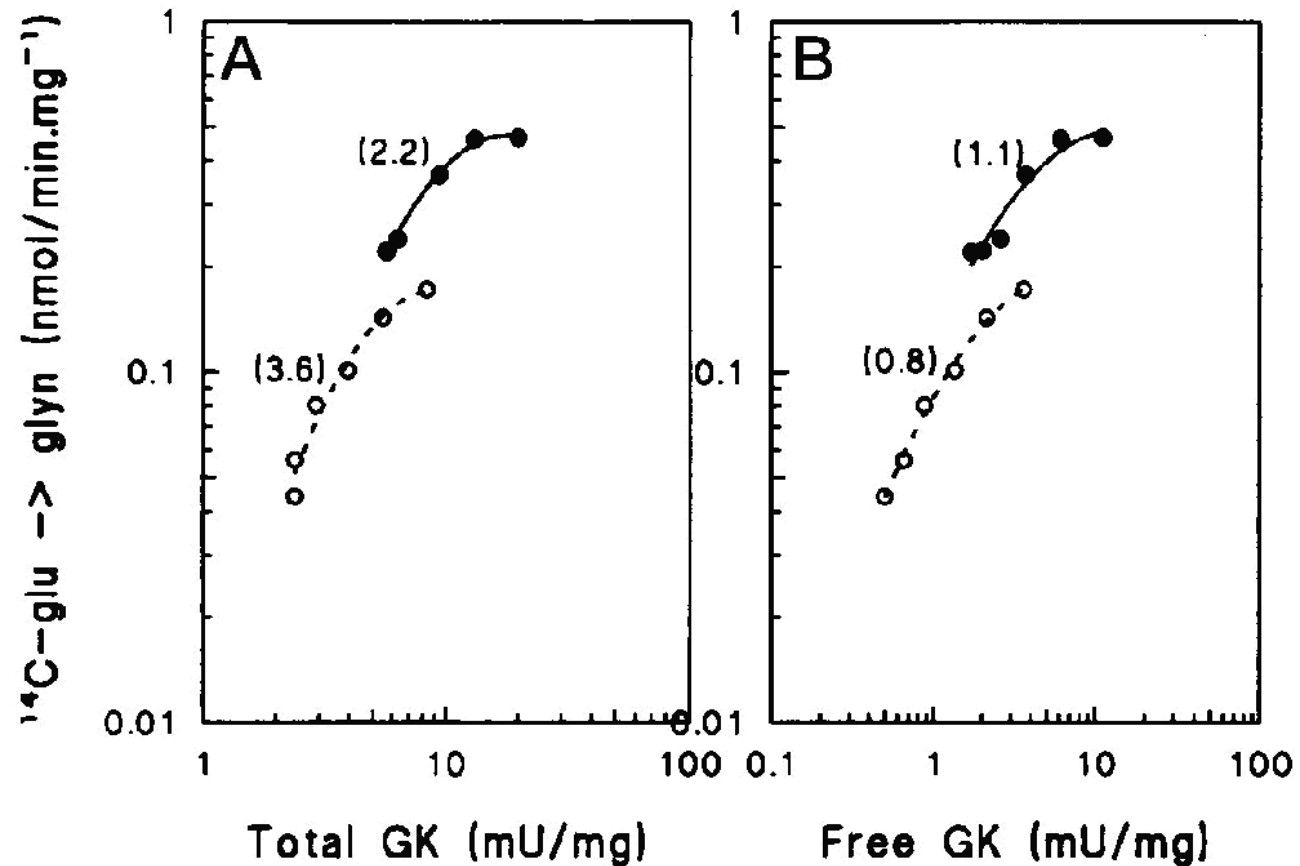 ¹⁴C-glu -> glyn (nmol/min.mg⁻¹)
A
1
0.1
0.01
(2.2)
(3.6)
1 10 100
Total GK (mU/mg)
B
1
0.1
0.01
(1.1)
(0.8)
0.1 1 10 100
Free GK (mU/mg)